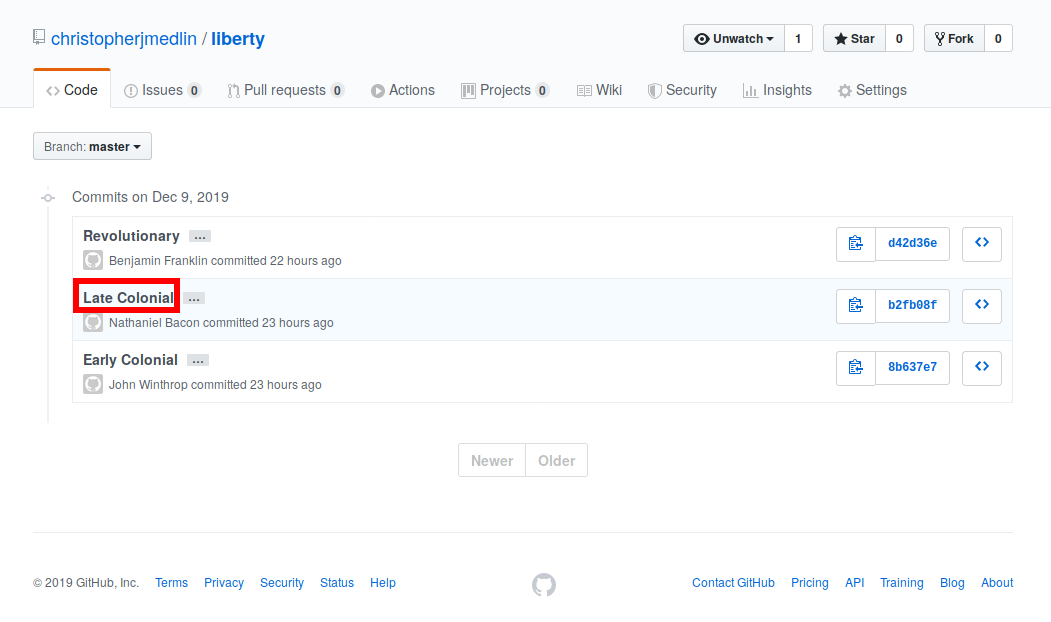 christopherjmedlin / liberty
Unwatch 1 Star 0 Fork 0
Code Issues 0 Pull requests 0 Actions Projects 0 Wiki Security Insights Settings
Branch: master
Commits on Dec 9, 2019
Revolutionary ...
Benjamin Franklin committed 22 hours ago
d42d36e
Late Colonial ...
Nathaniel Bacon committed 23 hours ago
b2fb08f
Early Colonial ...
John Winthrop committed 23 hours ago
8b637e7
Newer Older
© 2019 GitHub, Inc. Terms Privacy Security Status Help Contact GitHub Pricing API Training Blog About